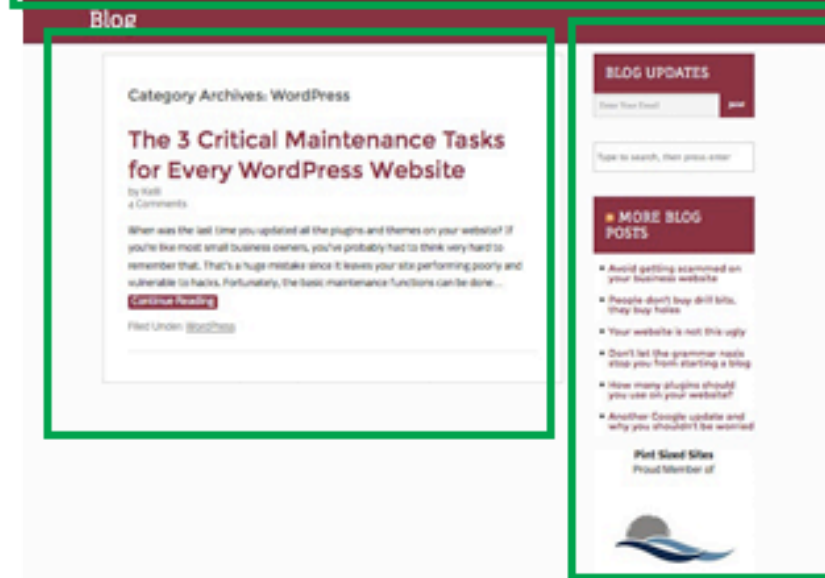 Blog
Category Archives: WordPress
The 3 Critical Maintenance Tasks
for Every WordPress Website
by Kelli
4 Comments
When was the last time you updated all the plugins and themes on your website? If
you're like most small business owners, you've probably had to think very hard to
remember that. That's a huge mistake since it leaves your site performing poorly and
vulnerable to hacks. Fortunately, the basic maintenance functions can be done...
Continue Reading
Filed Under: WordPress
BLOG UPDATES
Enter Your Email
Type to search, then press enter
MORE BLOG
POSTS
Avoid getting scammed on
your business website
People don't buy drill bits,
they buy holes
Your website is not this ugly
Don't let the grammar nazis
stop you from starting a blog
How many plugins should
you use on your website?
Another Google update and
why you shouldn't be worried
Pint Sized Sites
Proud Member of